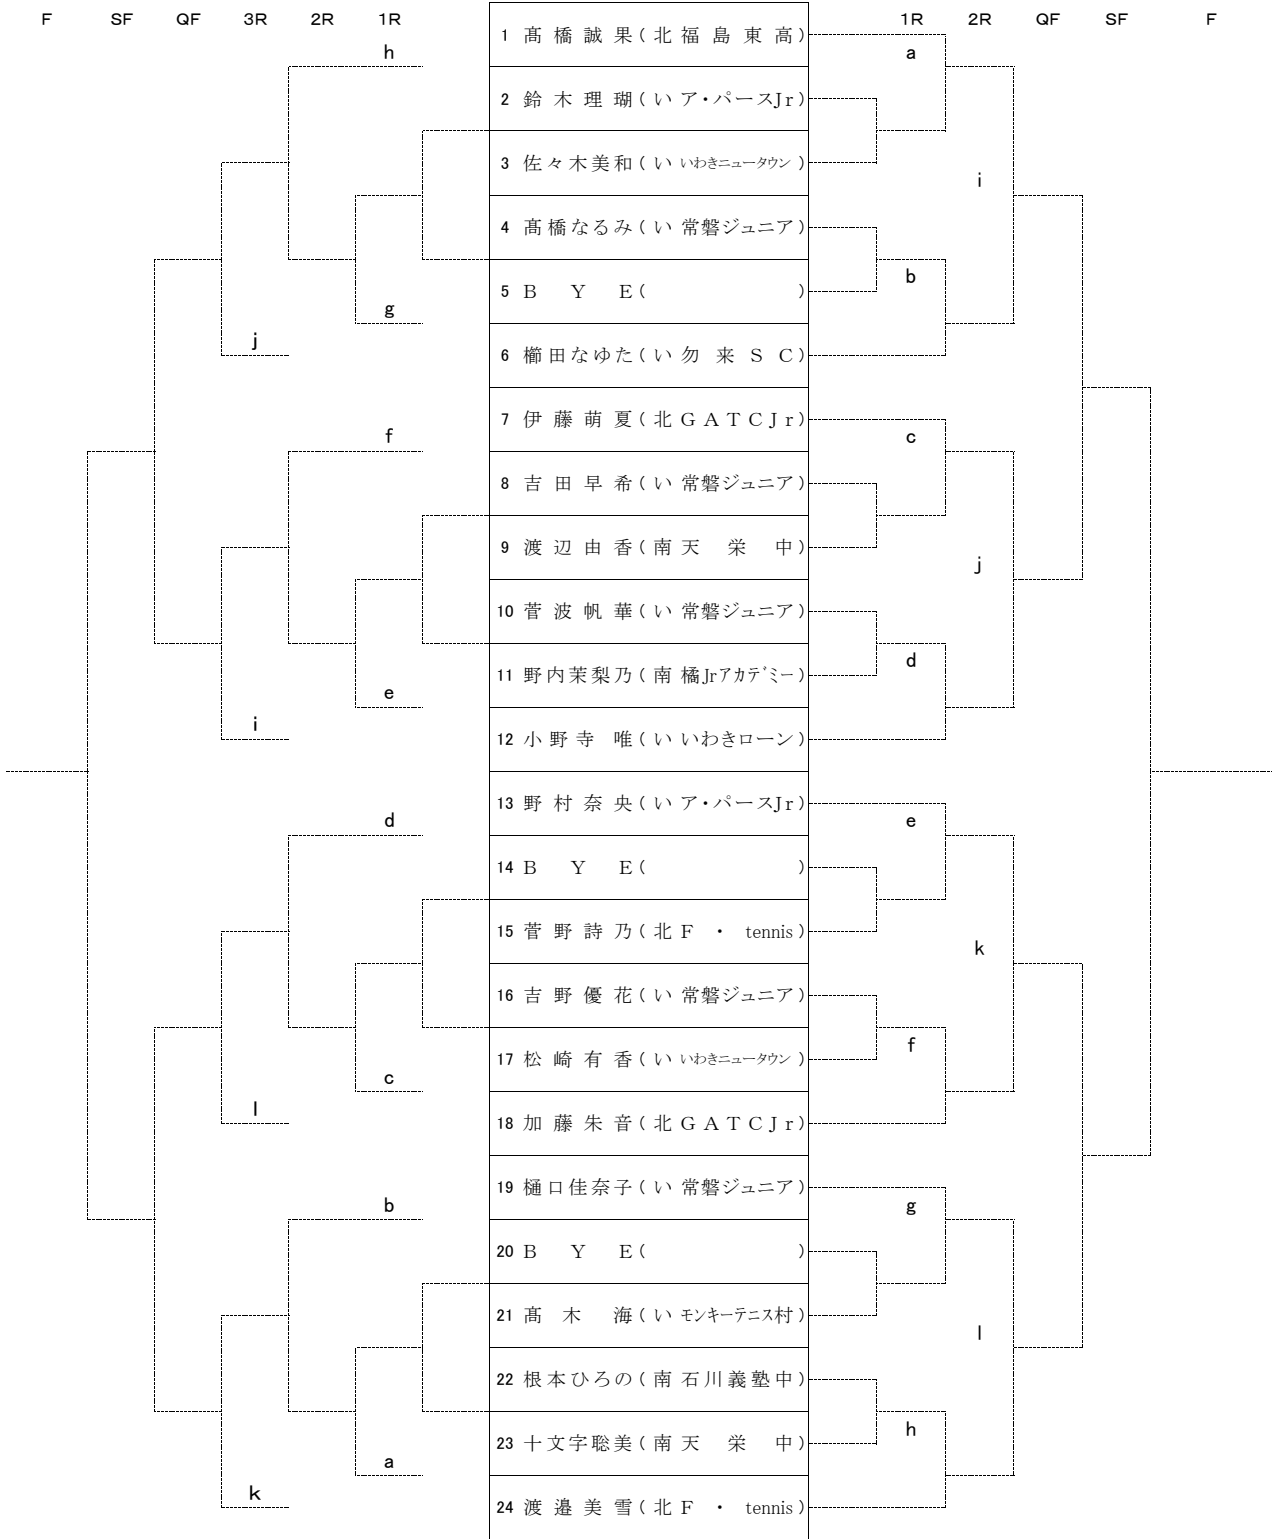 F SF QF 3R 2R 1R 1R 2R QF SF F
1 髙橋誠果(北 福島東高)
h a
2 鈴木理瑚(い ア・パースJr)
3 佐々木美和(い いわきニュータウン)
i
4 髙橋なるみ(い 常磐ジュニア)
b
5 BYE( )
g
6 櫛田なゆた(い 勿来SC)
j
7 伊藤萌夏(北 GATCJr)
f c
8 吉田早希(い 常磐ジュニア)
9 渡辺由香(南 天栄中)
j
10 菅波帆華(い 常磐ジュニア)
d
11 野内茉梨乃(南 橘Jrアカデミー)
e
i
12 小野寺唯(い いわきローン)
13 野村奈央(い ア・パースJr)
d e
14 BYE( )
15 菅野詩乃(北 F・tennis)
k
16 吉野優花(い 常磐ジュニア)
f
17 松崎有香(い いわきニュータウン)
c
l
18 加藤朱音(北 GATCJr)
19 樋口佳奈子(い 常磐ジュニア)
b g
20 BYE( )
21 髙木海(い モンキーテニス村)
l
22 根本ひろの(南 石川義塾中)
h
23 十文字聡美(南 天栄中)
a
k
24 渡邉美雪(北 F・tennis)